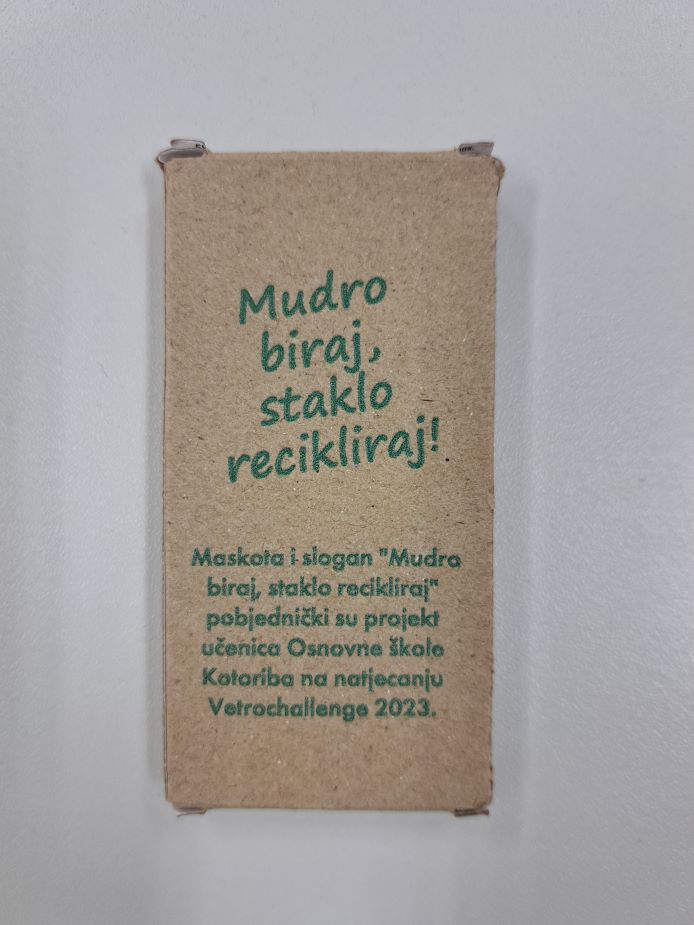 Mudro
biraj,
staklo
recikliraj!
Maskota i slogan "Mudro
biraj, staklo recikliraj"
pobjednički su projekt
učenica Osnovne škole
Kotoriba na natjecanju
Vetrochallenge 2023.